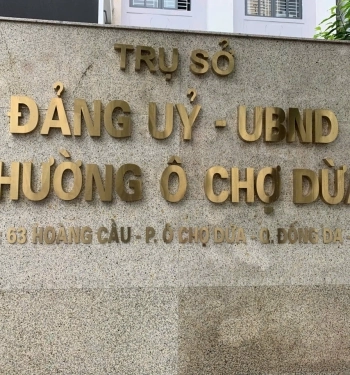 TRỤ SỞ
ĐẢNG UỶ - UBND
HƯỜNG Ô CHỢ DỪA
63 HOÀNG CẦU - P. Ô CHỢ DỪA - Q. ĐỐNG ĐA -